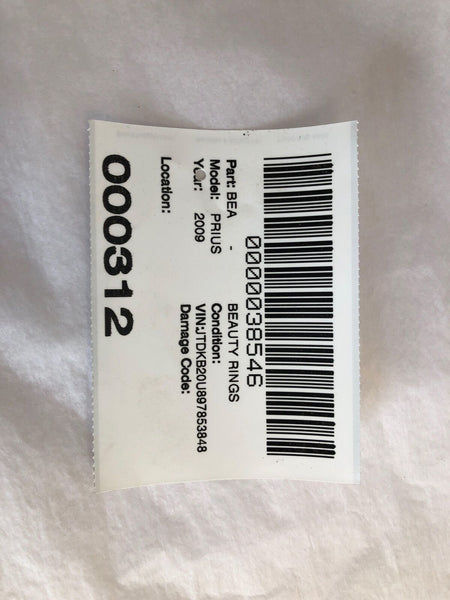 0000038546
Part: BEA - BEAUTY RINGS
Model: PRIUS Condition:
Year: 2009 VIN:JTDKB20U897853848
Damage Code:
Location:
000312